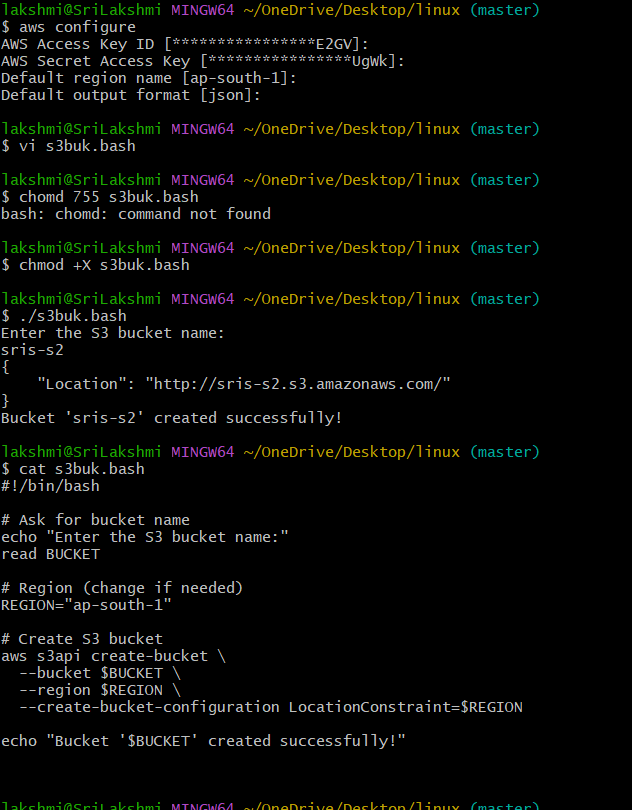 lakshmi@SriLakshmi MINGW64 ~/OneDrive/Desktop/linux (master)
$ aws configure
AWS Access Key ID [****************E2GV]:
AWS Secret Access Key [****************UgWk]:
Default region name [ap-south-1]:
Default output format [json]:

lakshmi@SriLakshmi MINGW64 ~/OneDrive/Desktop/linux (master)
$ vi s3buk.bash

lakshmi@SriLakshmi MINGW64 ~/OneDrive/Desktop/linux (master)
$ chomd 755 s3buk.bash
bash: chomd: command not found

lakshmi@SriLakshmi MINGW64 ~/OneDrive/Desktop/linux (master)
$ chmod +X s3buk.bash

lakshmi@SriLakshmi MINGW64 ~/OneDrive/Desktop/linux (master)
$ ./s3buk.bash
Enter the S3 bucket name:
sris-s2
{
    "Location": "http://sris-s2.s3.amazonaws.com/"
}
Bucket 'sris-s2' created successfully!

lakshmi@SriLakshmi MINGW64 ~/OneDrive/Desktop/linux (master)
$ cat s3buk.bash
#!/bin/bash

# Ask for bucket name
echo "Enter the S3 bucket name:"
read BUCKET

# Region (change if needed)
REGION="ap-south-1"

# Create S3 bucket
aws s3api create-bucket \
  --bucket $BUCKET \
  --region $REGION \
  --create-bucket-configuration LocationConstraint=$REGION

echo "Bucket '$BUCKET' created successfully!"

lakshmi@SriLakshmi MINGW64 ~/OneDrive/Desktop/linux (master)